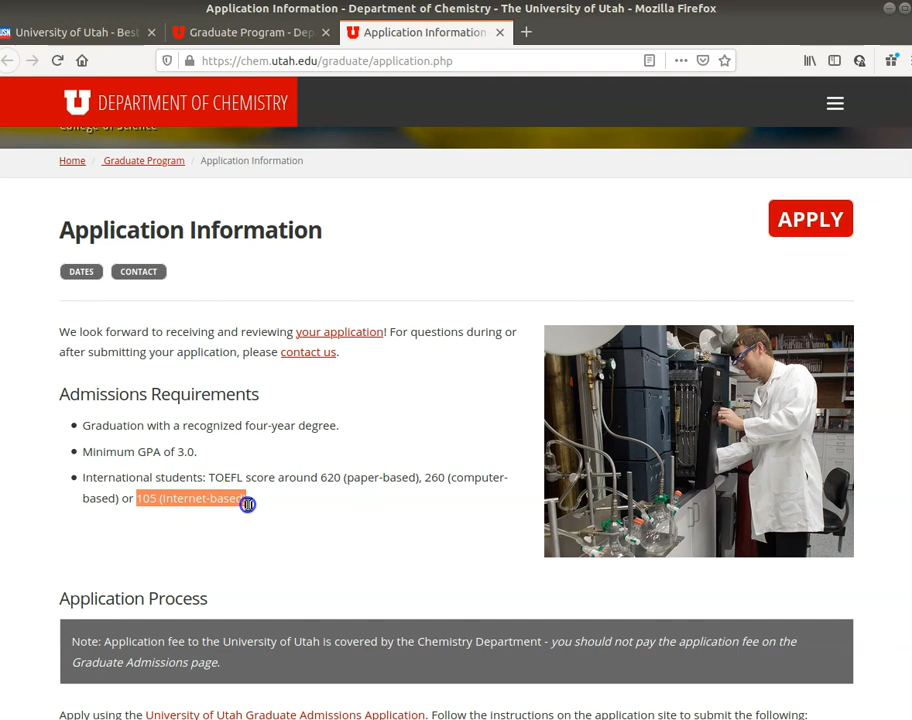 Application Information - Department of Chemistry - The University of Utah - Mozilla Firefox
USN University of Utah - Bes
Graduate Program - Dep
Application Information
https://chem.utah.edu/graduate/application.php
DEPARTMENT OF CHEMISTRY
College of Science
Home / Graduate Program / Application Information
Application Information
APPLY
DATES CONTACT
We look forward to receiving and reviewing your application! For questions during or
after submitting your application, please contact us.
Admissions Requirements
• Graduation with a recognized four-year degree.
• Minimum GPA of 3.0.
• International students: TOEFL score around 620 (paper-based), 260 (computer-
based) or 105 (Internet-based
Application Process
Note: Application fee to the University of Utah is covered by the Chemistry Department - you should not pay the application fee on the
Graduate Admissions page.
Apply using the University of Utah Graduate Admissions Application. Follow the instructions on the application site to submit the following: